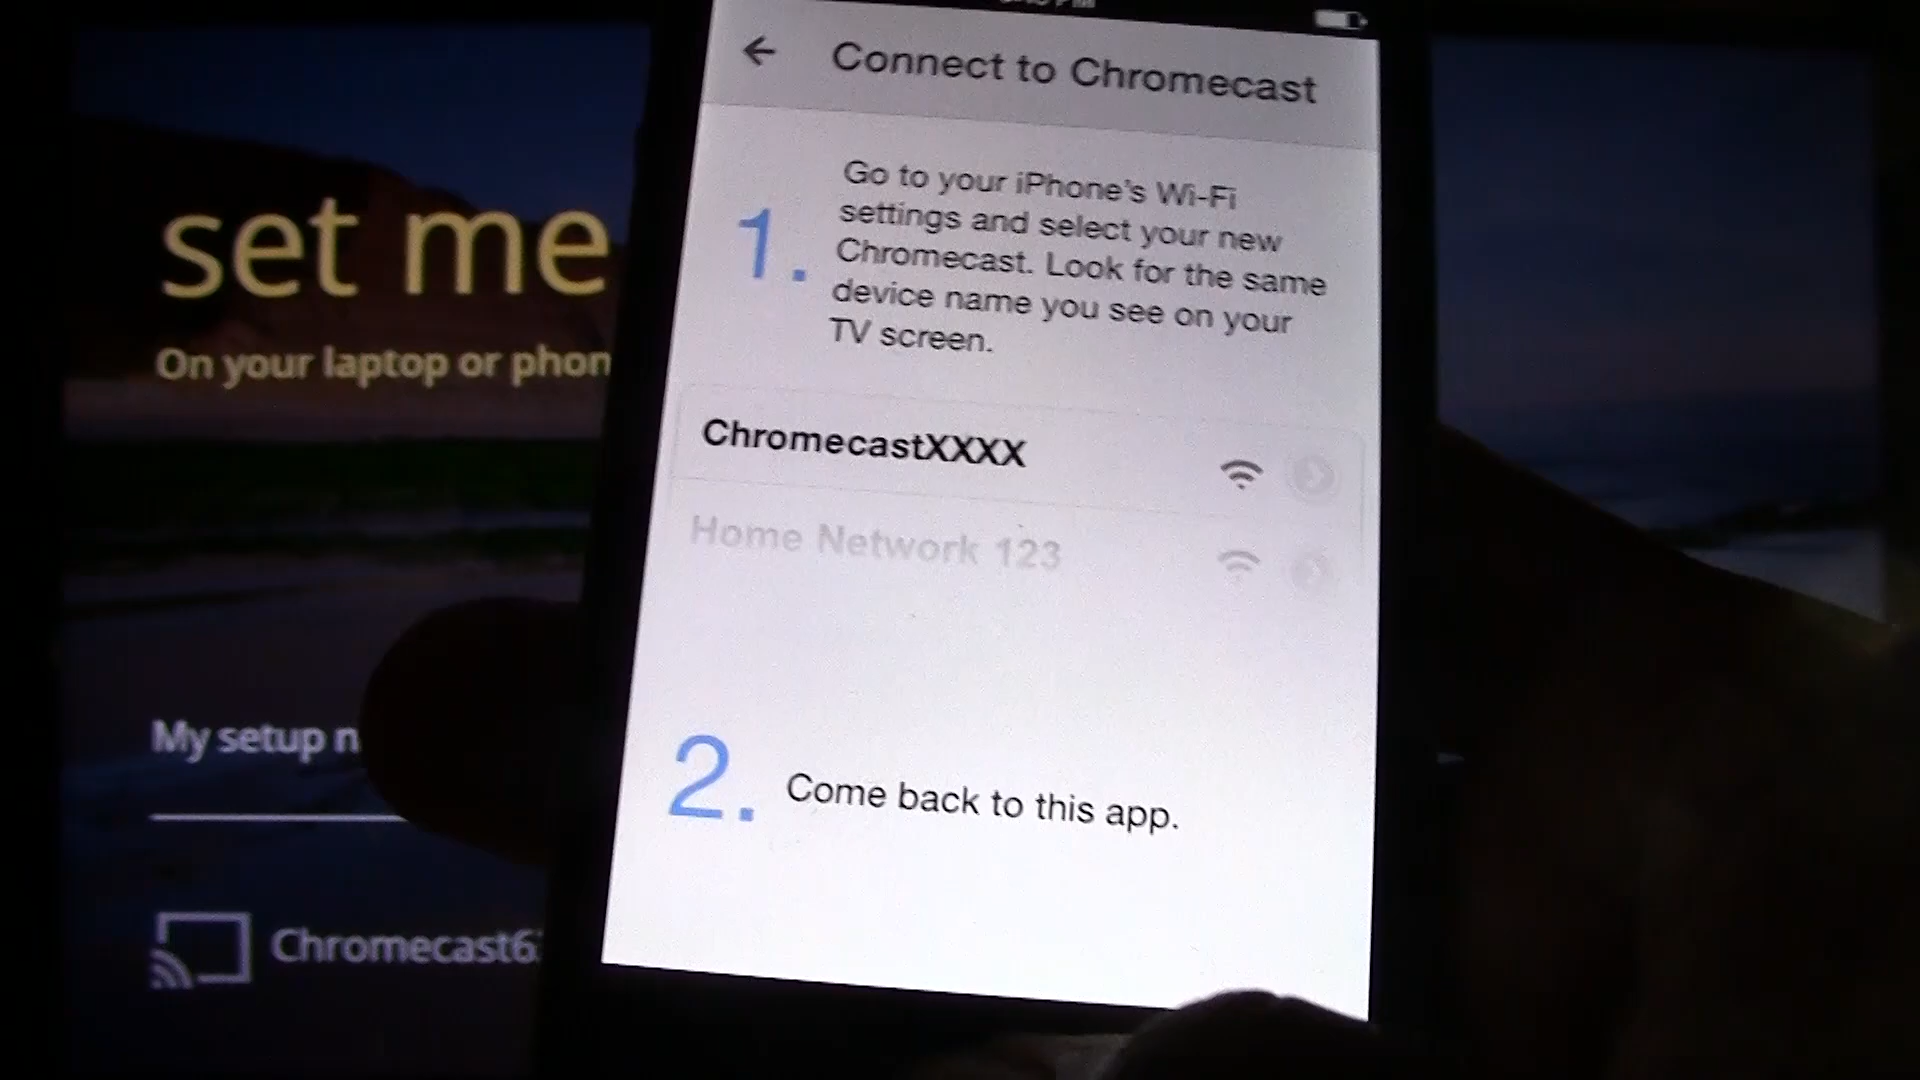 Connect to Chromecast
1.
Go to your iPhone's Wi-Fi
settings and select your new
Chromecast. Look for the same
device name you see on your
TV screen.
ChromecastXXXX
Home Network 123
2.
Come back to this app.
set me
On your laptop or phon
My setup n
Chromecast6